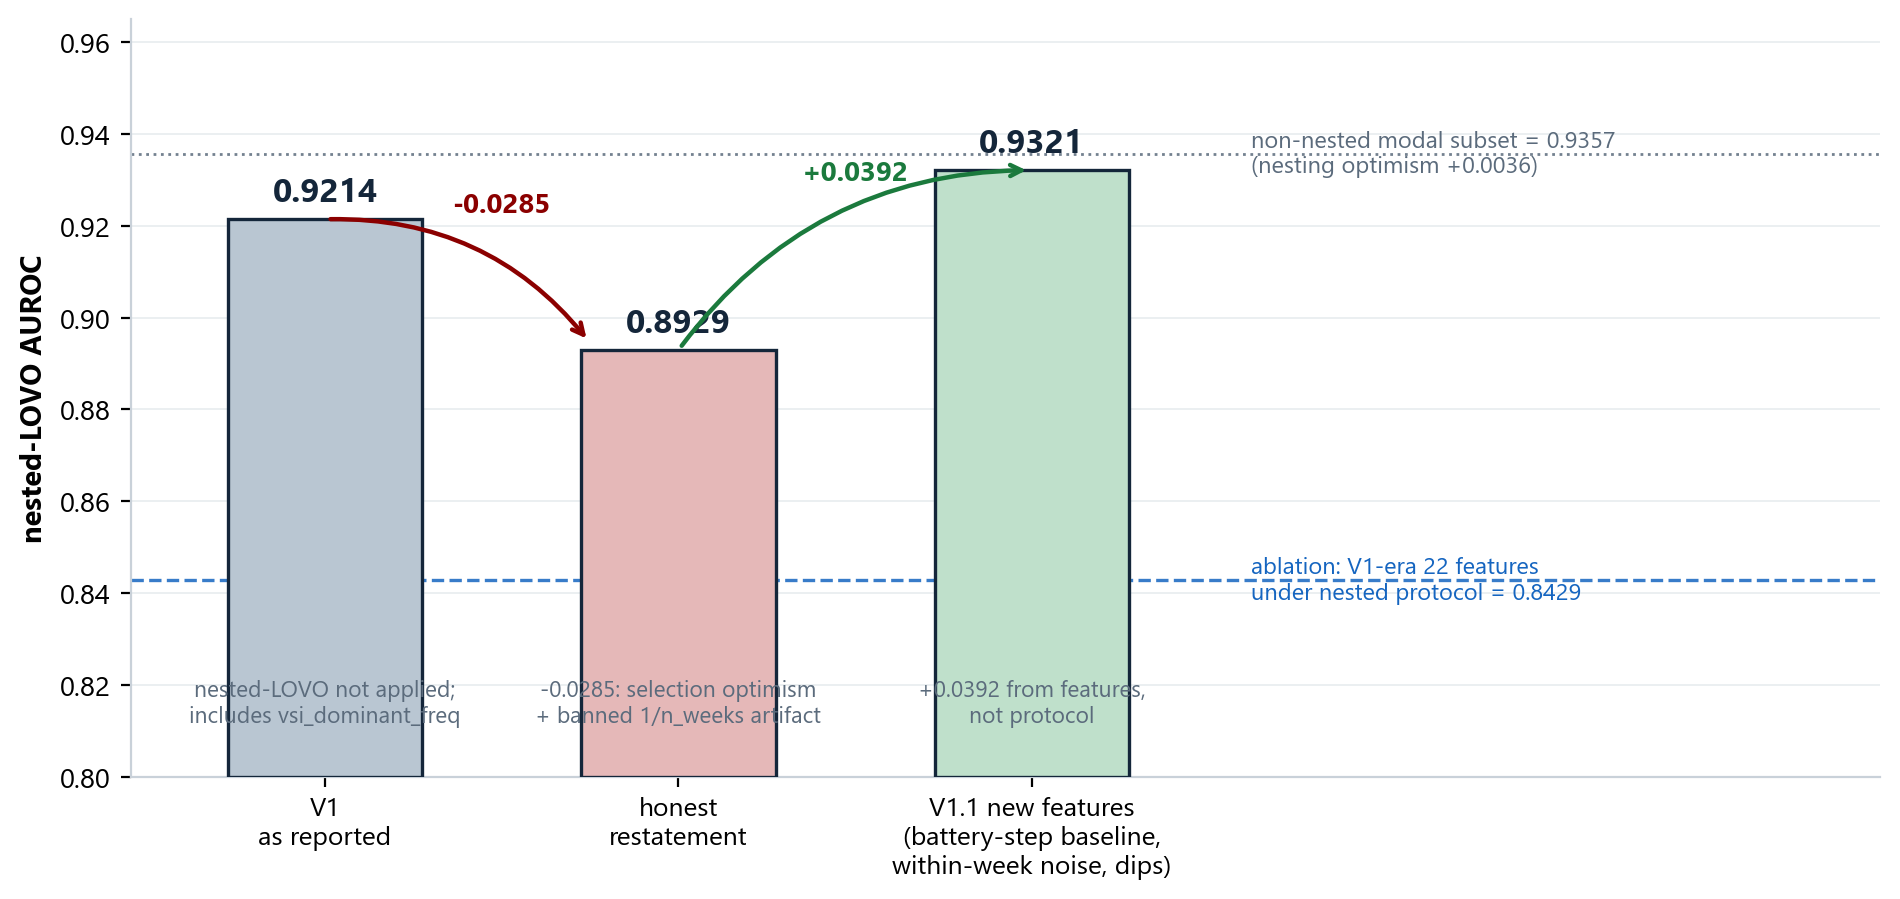 nested-LOVO AUROC
0.96
0.94
0.92
0.90
0.88
0.86
0.84
0.82
0.80
0.9214
-0.0285
0.8929
+0.0392
0.9321
non-nested modal subset = 0.9357
(nesting optimism +0.0036)
ablation: V1-era 22 features
under nested protocol = 0.8429
nested-LOVO not applied;
includes vsi_dominant_freq
-0.0285: selection optimism
+ banned 1/n_weeks artifact
+0.0392 from features,
not protocol
V1
as reported
honest
restatement
V1.1 new features
(battery-step baseline,
within-week noise, dips)